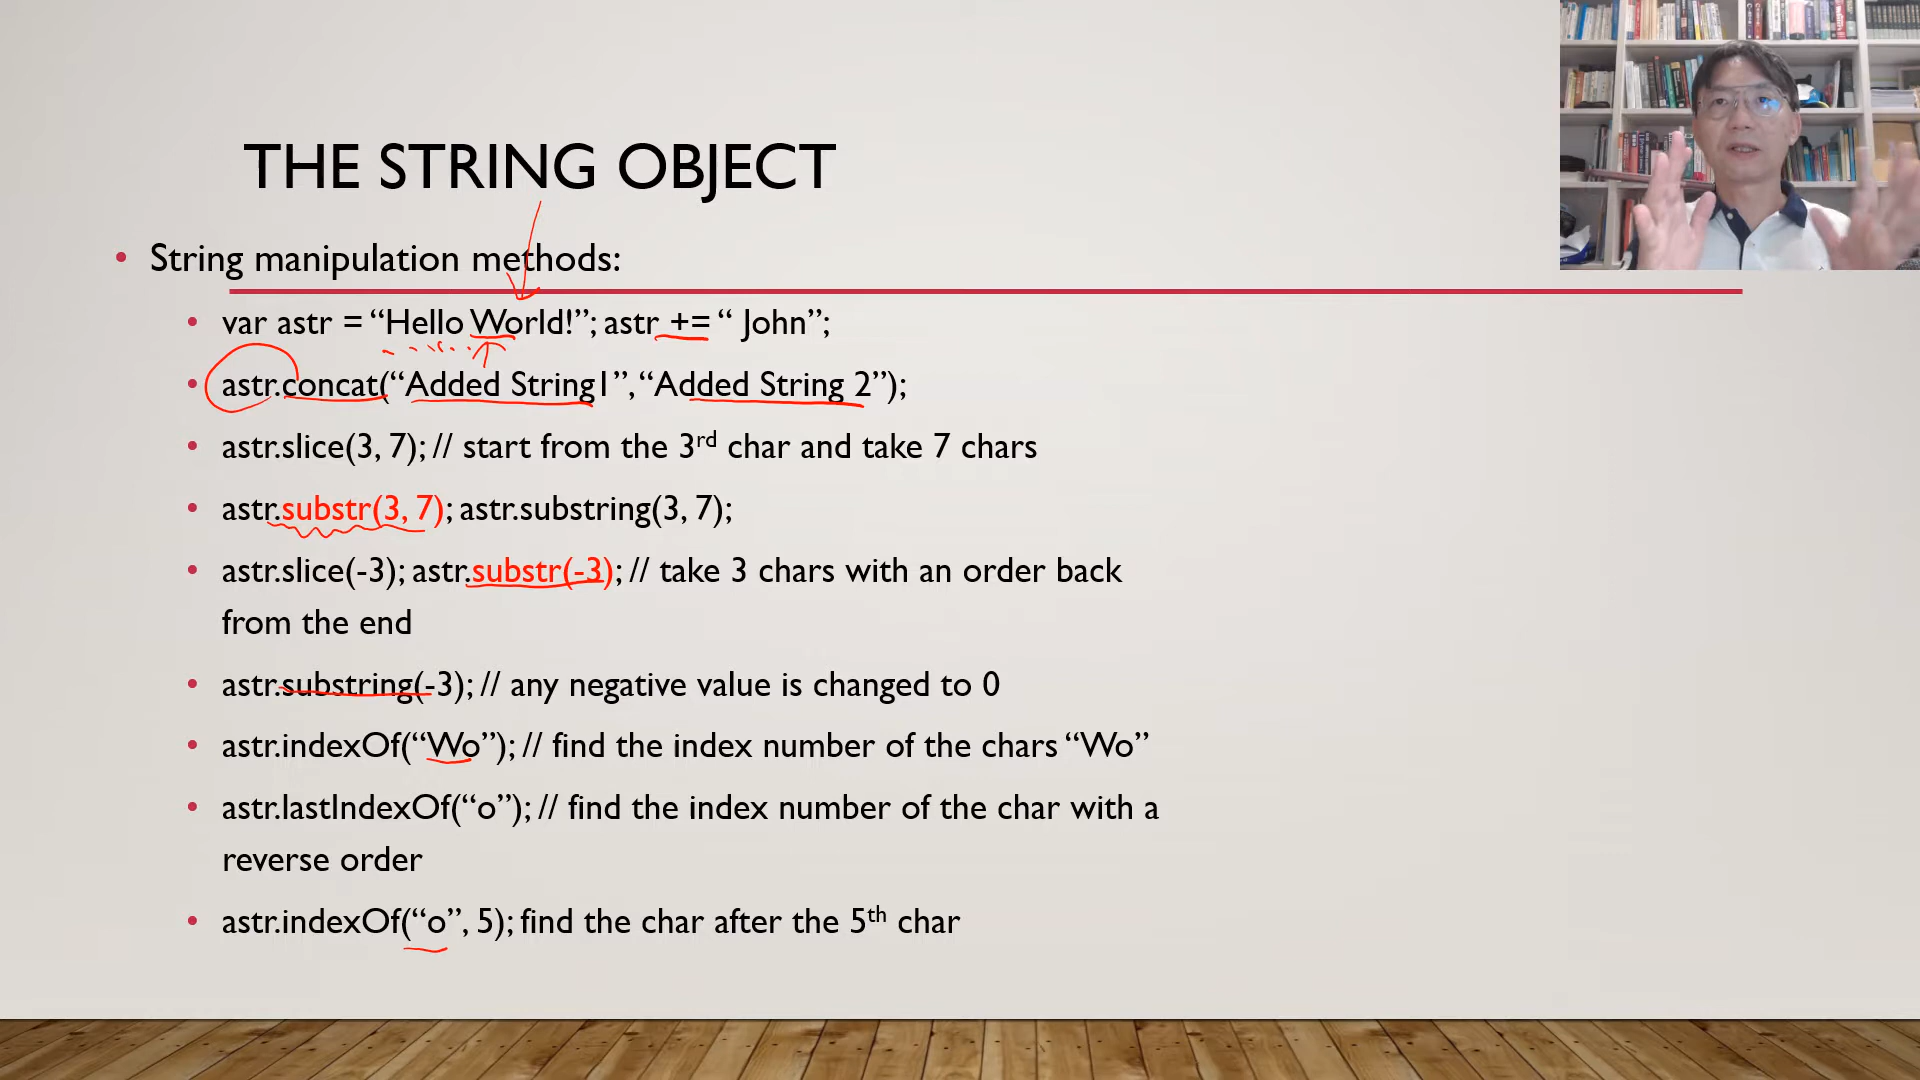 THE STRING OBJECT
• String manipulation methods:
• var astr = “Hello World!”; astr += “ John”;
• astr.concat(“Added String1”, “Added String 2”);
• astr.slice(3, 7); // start from the 3rd char and take 7 chars
• astr.substr(3, 7); astr.substring(3, 7);
• astr.slice(-3); astr.substr(-3); // take 3 chars with an order back
from the end
• astr.substring(-3); // any negative value is changed to 0
• astr.indexOf(“Wo”); // find the index number of the chars “Wo”
• astr.lastIndexOf(“o”); // find the index number of the char with a
reverse order
• astr.indexOf(“o”, 5); find the char after the 5th char